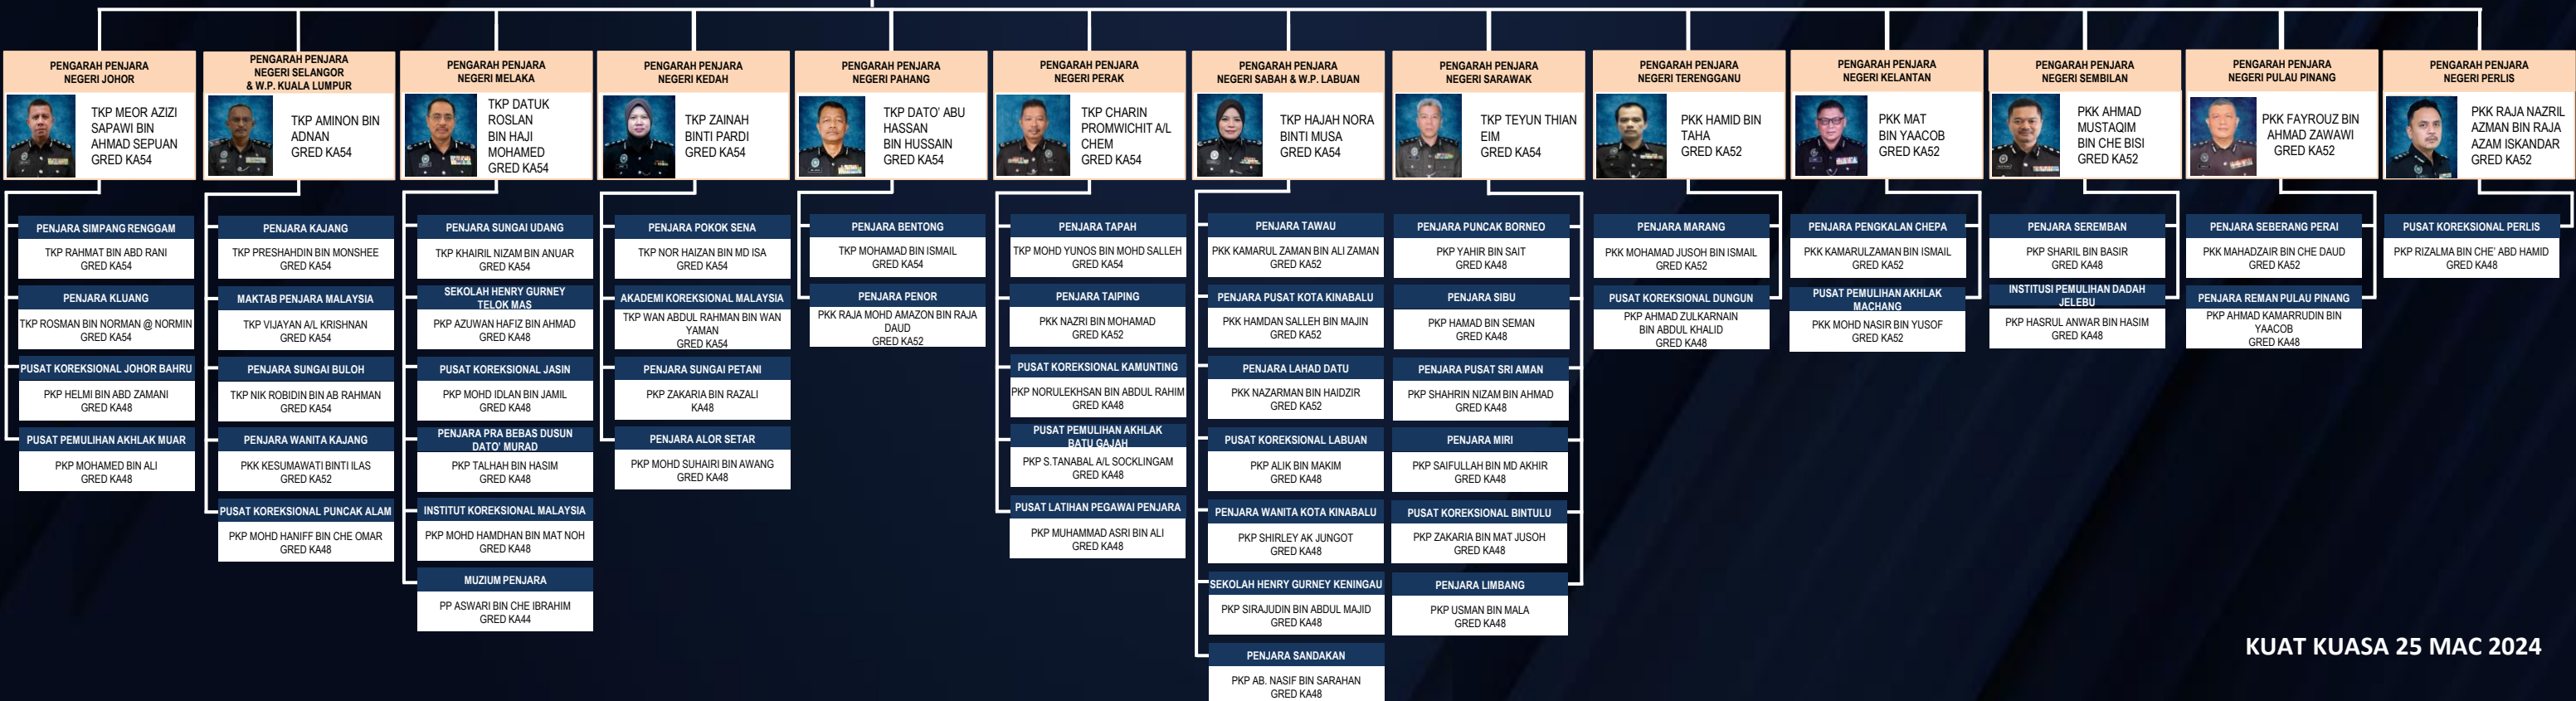 PENGARAH PENJARA
NEGERI JOHOR
TKP MEOR AZIZI
SAPAWI BIN
AHMAD SEPUAN
GRED KA54
PENJARA SIMPANG RENGGAM
TKP RAHMAT BIN ABD RANI
GRED KA54
PENJARA KLUANG
TKP ROSMAN BIN NORMAN @ NORMIN
GRED KA54
PUSAT KOREKSIONAL JOHOR BAHRU
PKP HELMI BIN ABD ZAMANI
GRED KA48
PUSAT PEMULIHAN AKHLAK MUAR
PKP MOHAMED BIN ALI
GRED KA48
PENGARAH PENJARA
NEGERI SELANGOR
& W.P. KUALA LUMPUR
TKP AMINON BIN
ADNAN
GRED KA54
PENJARA KAJANG
TKP PRESHAHDIN BIN MONSHEE
GRED KA54
MAKTAB PENJARA MALAYSIA
TKP VIJAYAN A/L KRISHNAN
GRED KA54
PENJARA SUNGAI BULOH
TKP NIK ROBIDIN BIN AB RAHMAN
GRED KA54
PENJARA WANITA KAJANG
PKK KESUMAWATI BINTI ILAS
GRED KA52
PUSAT KOREKSIONAL PUNCAK ALAM
PKP MOHD HANIFF BIN CHE OMAR
GRED KA48
PENGARAH PENJARA
NEGERI MELAKA
TKP DATUK
ROSLAN
BIN HAJI
MOHAMED
GRED KA54
PENJARA SUNGAI UDANG
TKP KHAIRIL NIZAM BIN ANUAR
GRED KA54
SEKOLAH HENRY GURNEY
TELOK MAS
PKP AZUWAN HAFIZ BIN AHMAD
GRED KA48
PUSAT KOREKSIONAL JASIN
PKP MOHD IDLAN BIN JAMIL
GRED KA48
PENJARA PRA BEBAS DUSUN
DATO' MURAD
PKP TALHAH BIN HASIM
GRED KA48
INSTITUT KOREKSIONAL MALAYSIA
PKP MOHD HAMDHAN BIN MAT NOH
GRED KA48
MUZIUM PENJARA
PP ASWARI BIN CHE IBRAHIM
GRED KA44
PENGARAH PENJARA
NEGERI KEDAH
TKP ZAINAH
BINTI PARDI
GRED KA54
PENJARA POKOK SENA
TKP NOR HAIZAN BIN MD ISA
GRED KA54
AKADEMI KOREKSIONAL MALAYSIA
TKP WAN ABDUL RAHMAN BIN WAN
YAMAN
GRED KA54
PENJARA SUNGAI PETANI
PKP ZAKARIA BIN RAZALI
KA48
PENJARA ALOR SETAR
PKP MOHD SUHAIRI BIN AWANG
GRED KA48
PENGARAH PENJARA
NEGERI PAHANG
TKP DATO' ABU
HASSAN
BIN HUSSAIN
GRED KA54
PENJARA BENTONG
TKP MOHAMAD BIN ISMAIL
GRED KA54
PENJARA PENOR
PKK RAJA MOHD AMAZON BIN RAJA
DAUD
GRED KA52
PENGARAH PENJARA
NEGERI PERAK
TKP CHARIN
PROMWICHIT A/L
CHEM
GRED KA54
PENJARA TAPAH
TKP MOHD YUNOS BIN MOHD SALLEH
GRED KA54
PENJARA TAIPING
PKK NAZRI BIN MOHAMAD
GRED KA52
PUSAT KOREKSIONAL KAMUNTING
PKP NORULEKHSAN BIN ABDUL RAHIM
GRED KA48
PUSAT PEMULIHAN AKHLAK
BATU GAJAH
PKP S.TANABAL A/L SOCKLINGAM
GRED KA48
PUSAT LATIHAN PEGAWAI PENJARA
PKP MUHAMMAD ASRI BIN ALI
GRED KA48
PENGARAH PENJARA
NEGERI SABAH & W.P. LABUAN
TKP HAJAH NORA
BINTI MUSA
GRED KA54
PENJARA TAWAU
PKK KAMARUL ZAMAN BIN ALI ZAMAN
GRED KA52
PENJARA PUSAT KOTA KINABALU
PKK HAMDAN SALLEH BIN MAJIN
GRED KA52
PENJARA LAHAD DATU
PKK NAZARMAN BIN HAIDZIR
GRED KA52
PUSAT KOREKSIONAL LABUAN
PKP ALIK BIN MAKIM
GRED KA48
PENJARA WANITA KOTA KINABALU
PKP SHIRLEY AK JUNGOT
GRED KA48
SEKOLAH HENRY GURNEY KENINGAU
PKP SIRAJUDIN BIN ABDUL MAJID
GRED KA48
PENJARA SANDAKAN
PKP AB. NASIF BIN SARAHAN
GRED KA48
PENGARAH PENJARA
NEGERI SARAWAK
TKP TEYUN THIAN
EIM
GRED KA54
PENJARA PUNCAK BORNEO
PKP YAHIR BIN SAIT
GRED KA48
PENJARA SIBU
PKP HAMAD BIN SEMAN
GRED KA48
PENJARA PUSAT SRI AMAN
PKP SHAHRIN NIZAM BIN AHMAD
GRED KA48
PENJARA MIRI
PKP SAIFULLAH BIN MD AKHIR
GRED KA48
PUSAT KOREKSIONAL BINTULU
PKP ZAKARIA BIN MAT JUSOH
GRED KA48
PENJARA LIMBANG
PKP USMAN BIN MALA
GRED KA48
PENGARAH PENJARA
NEGERI TERENGGANU
PKK HAMID BIN
TAHA
GRED KA52
PENJARA MARANG
PKK MOHAMAD JUSOH BIN ISMAIL
GRED KA52
PUSAT KOREKSIONAL DUNGUN
PKP AHMAD ZULKARNAIN
BIN ABDUL KHALID
GRED KA48
PENGARAH PENJARA
NEGERI KELANTAN
PKK MAT
BIN YAACOB
GRED KA52
PENJARA PENGKALAN CHEPA
PKK KAMARULZAMAN BIN ISMAIL
GRED KA52
PUSAT PEMULIHAN AKHLAK
MACHANG
PKK MOHD NASIR BIN YUSOF
GRED KA52
PENGARAH PENJARA
NEGERI SEMBILAN
PKK AHMAD
MUSTAQIM
BIN CHE BISI
GRED KA52
PENJARA SEREMBAN
PKP SHARIL BIN BASIR
GRED KA48
INSTITUSI PEMULIHAN DADAH
JELEBU
PKP HASRUL ANWAR BIN HASIM
GRED KA48
PENGARAH PENJARA
NEGERI PULAU PINANG
PKK FAYROUZ BIN
AHMAD ZAWAWI
GRED KA52
PENJARA SEBERANG PERAI
PKK MAHADZAIR BIN CHE DAUD
GRED KA52
PENJARA REMAN PULAU PINANG
PKP AHMAD KAMARRUDIN BIN
YAACOB
GRED KA48
PENGARAH PENJARA
NEGERI PERLIS
PKK RAJA NAZRIL
AZMAN BIN RAJA
AZAM ISKANDAR
GRED KA52
PUSAT KOREKSIONAL PERLIS
PKP RIZALMA BIN CHE' ABD HAMID
GRED KA48
KUAT KUASA 25 MAC 2024